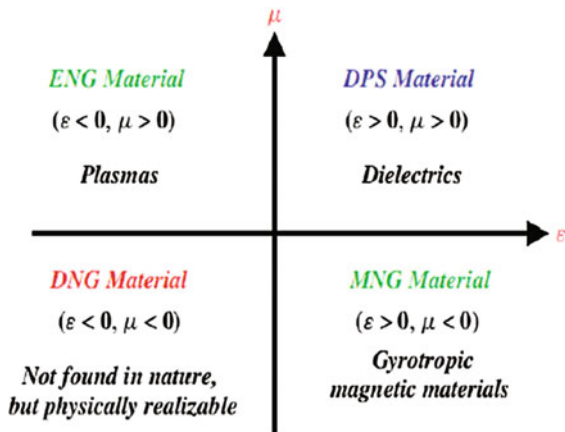 μ
ENG Material
(ε < 0, μ > 0)
Plasmas
DPS Material
(ε > 0, μ > 0)
Dielectrics
ε
DNG Material
(ε < 0, μ < 0)
Not found in nature,
but physically realizable
MNG Material
(ε > 0, μ < 0)
Gyrotropic
magnetic materials